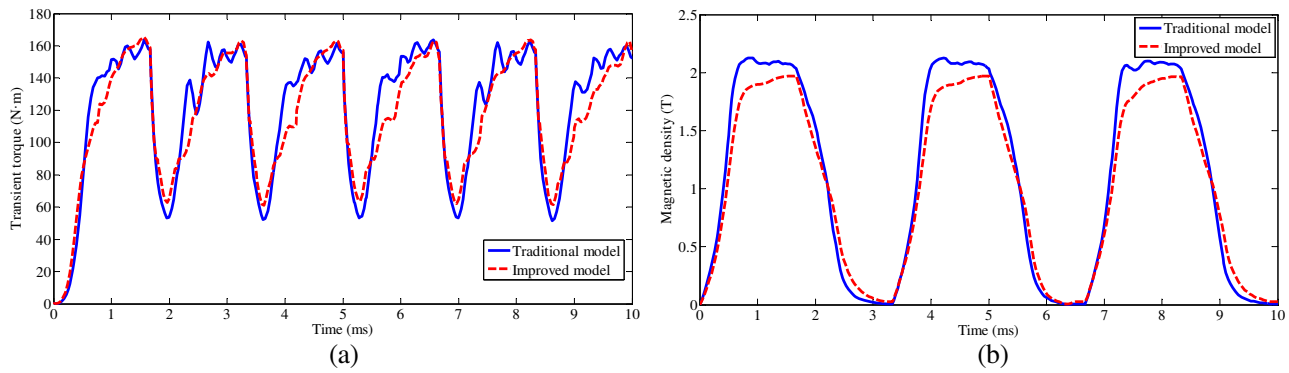 180
160
140
120
100
80
60
40
20
0
Transient torque (N·m)
Traditional model
Improved model
0 1 2 3 4 5 6 7 8 9 10
Time (ms)
(a)
2.5
2
1.5
1
0.5
0
Magnetic density (T)
Traditional model
Improved model
0 1 2 3 4 5 6 7 8 9 10
Time (ms)
(b)